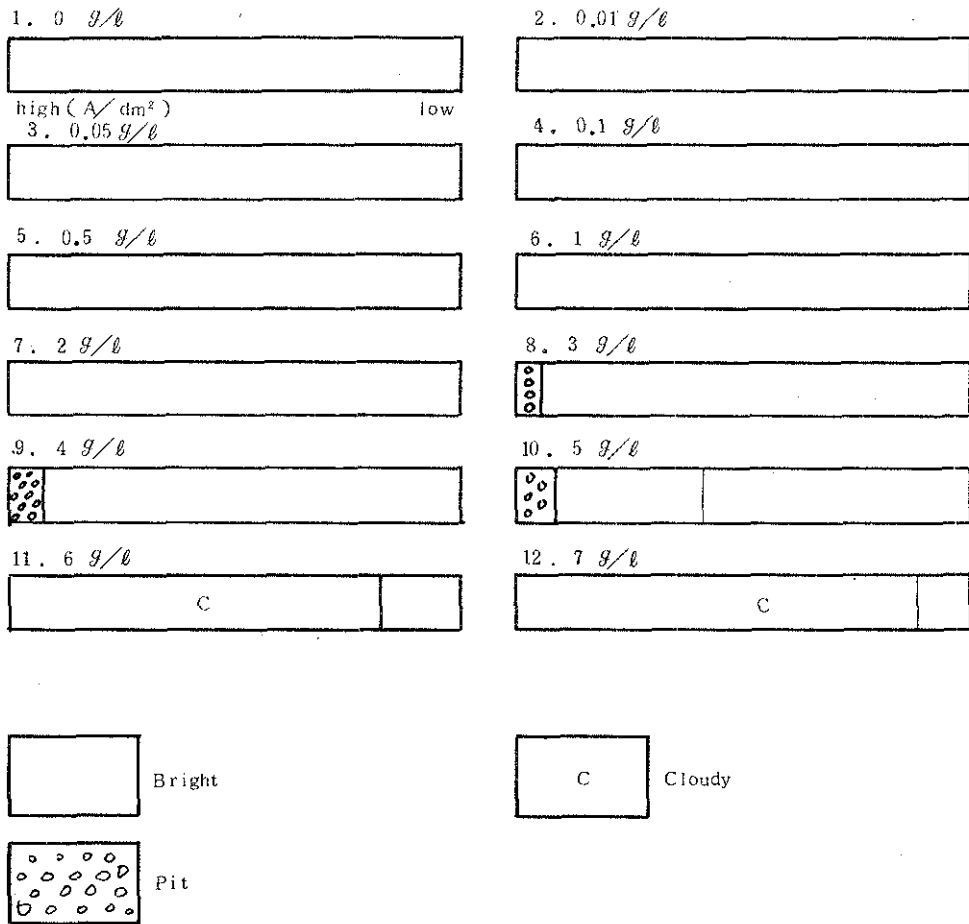 1. 0 g/ℓ
2. 0.01 g/ℓ
high (A/dm²) low
3. 0.05 g/ℓ
4. 0.1 g/ℓ
5. 0.5 g/ℓ
6. 1 g/ℓ
7. 2 g/ℓ
8. 3 g/ℓ
9. 4 g/ℓ
10. 5 g/ℓ
11. 6 g/ℓ
12. 7 g/ℓ
C
C
Bright
C Cloudy
Pit